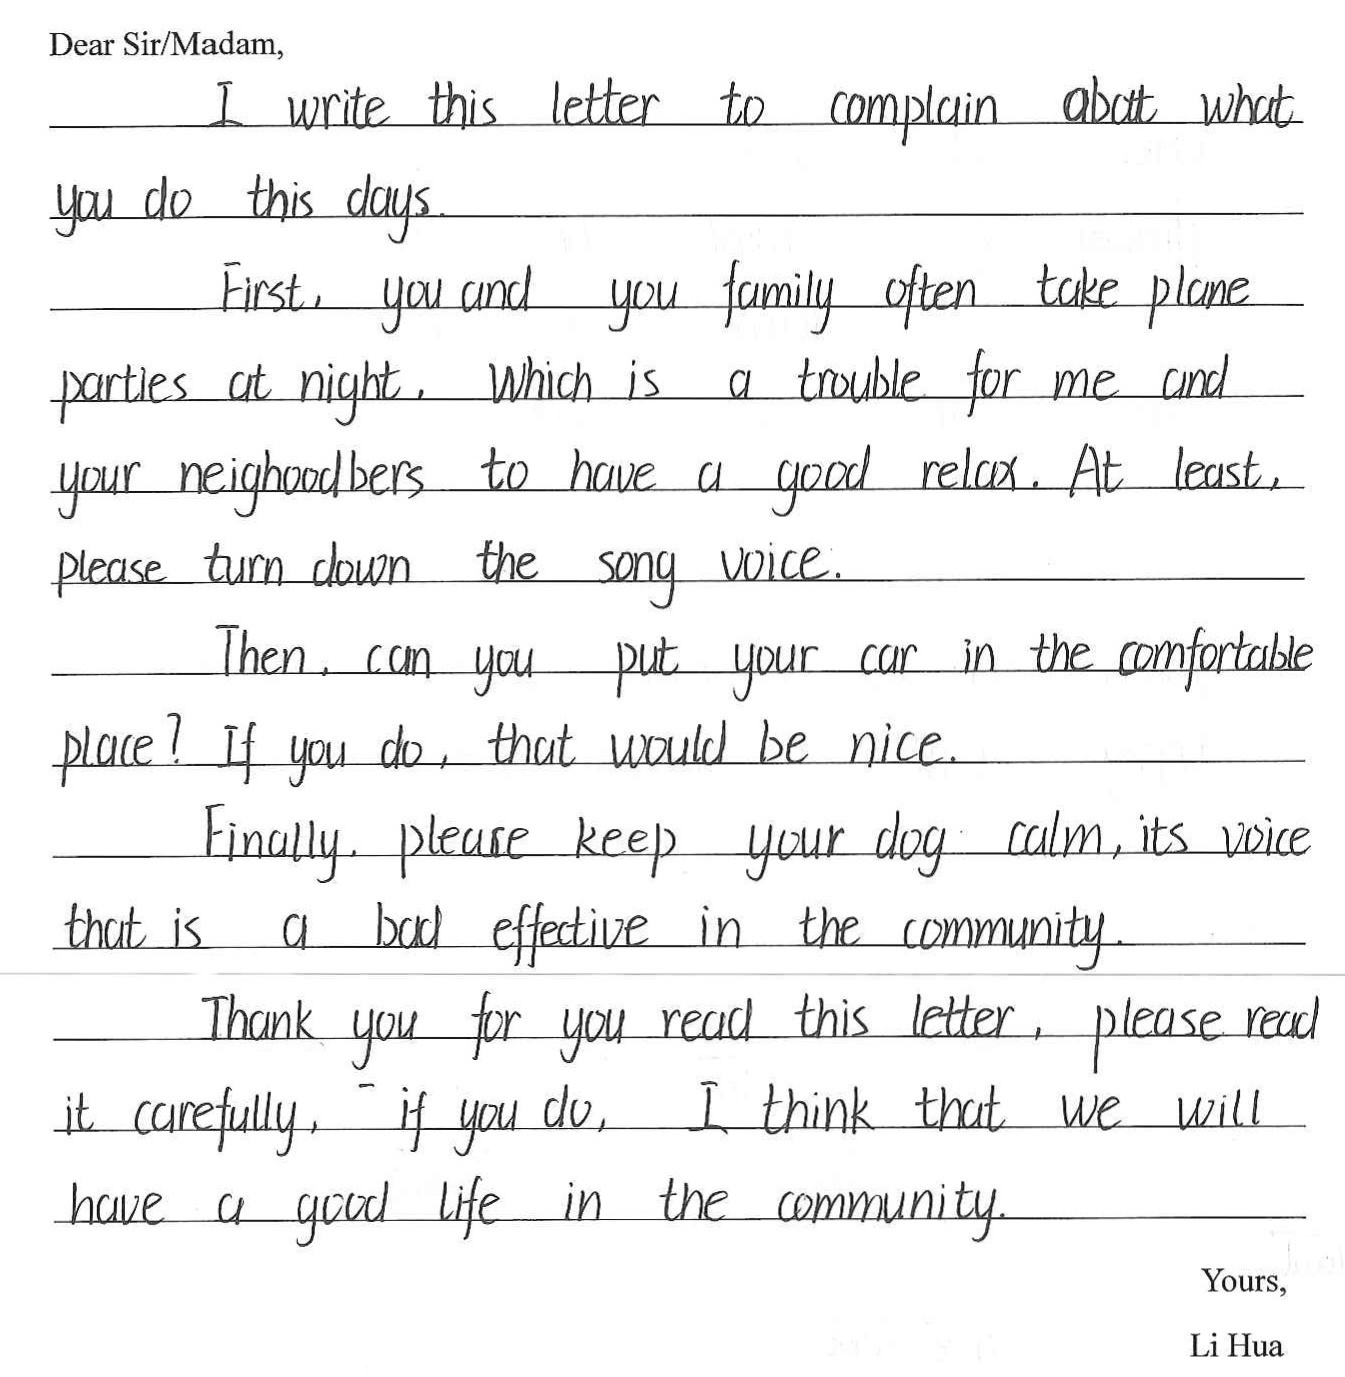 Dear Sir/Madam,
I write this letter to complain abatt what
you do this days.
First, you and you family often take plane
parties at night. Which is a trouble for me and
your neighoodbers to have a good relax. At least,
please turn down the song voice.
Then, can you put your car in the comfortable
place? If you do, that would be nice.
Finally. please keep your dog calm, its voice
that is a bad effective in the community.
Thank you for you read this letter, please read
it carefully, if you do, I think that we will
have a good life in the community.
Yours,
Li Hua